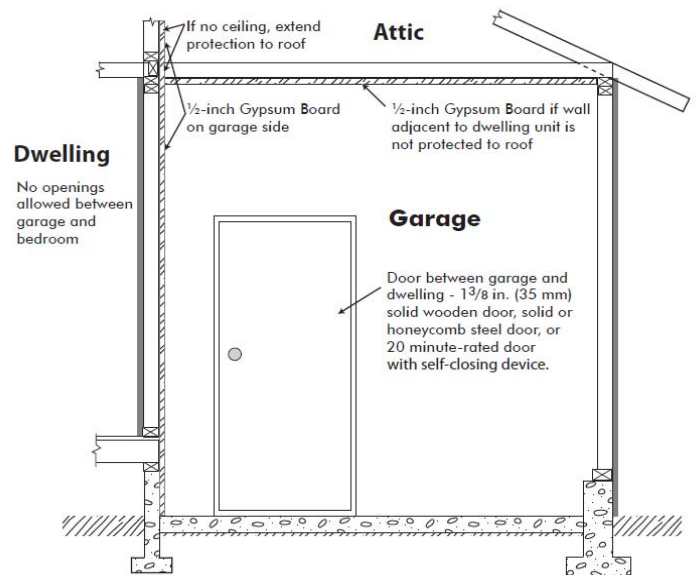 If no ceiling, extend
protection to roof
Attic
½-inch Gypsum Board
on garage side
½-inch Gypsum Board if wall
adjacent to dwelling unit is
not protected to roof
Dwelling
No openings
allowed between
garage and
bedroom
Garage
Door between garage and
dwelling - 1³/8 in. (35 mm)
solid wooden door, solid or
honeycomb steel door, or
20 minute-rated door
with self-closing device.